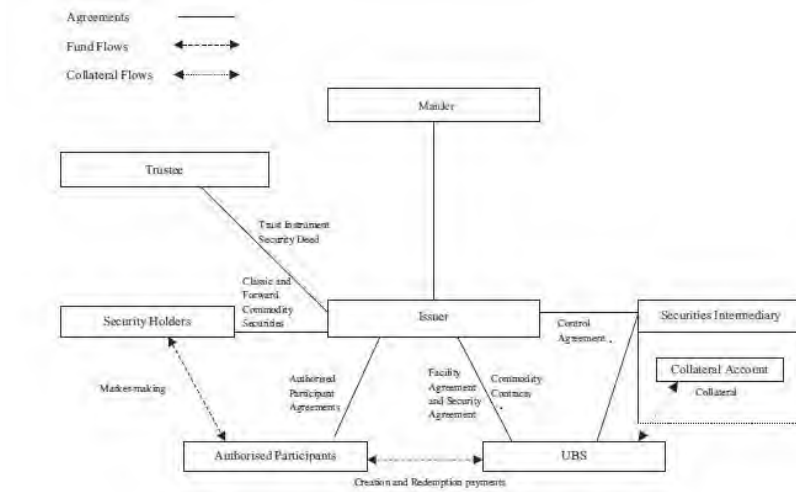 Agreements
Fund Flows
Collateral Flows
Trustee
Trust Instrument
Security Deed
Classic and
Forward
Commodity
Securities
Security Holders
Issuer
Securities Intermediary
Control
Agreement
Collateral Account
Collateral
Market-making
Authorised
Participant
Agreements
Facility
Agreement
and Security
Agreement
Commodity
Contracts
Authorised Participants
UBS
Creation and Redemption payments